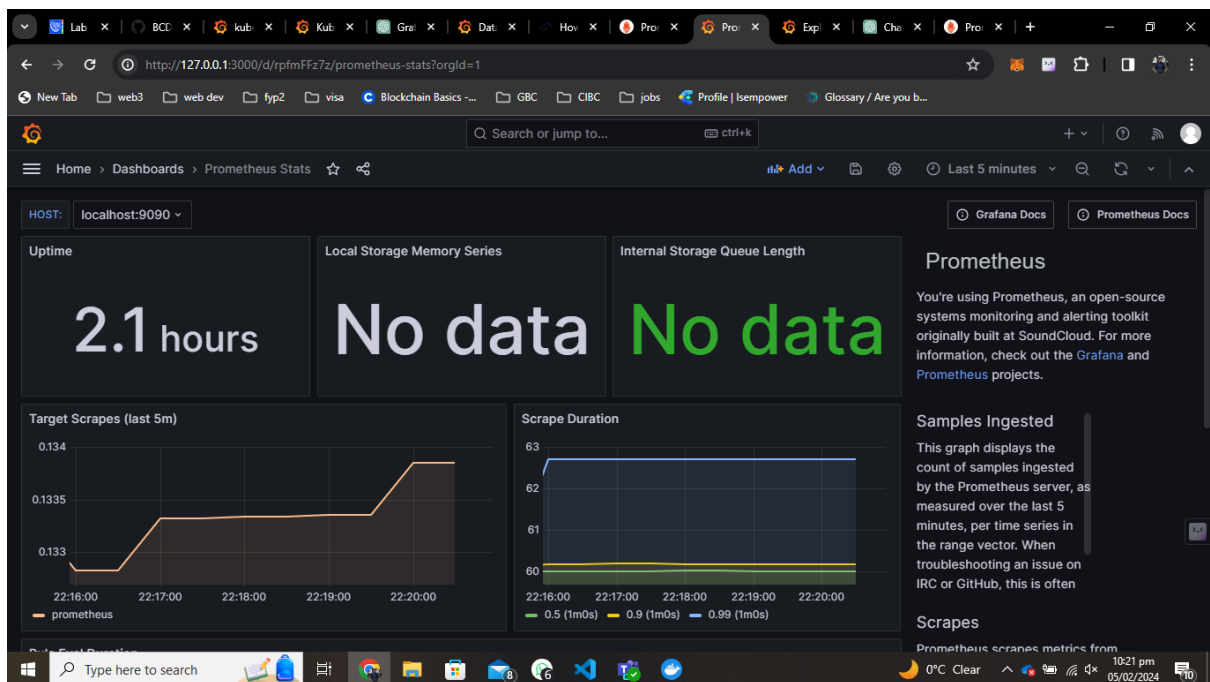 Lab
BCD
kub
Kub
Gra
Dat
How
Pro
Pro
Exp
Cha
Pro
http://127.0.0.1:3000/d/rpfmFFz7z/prometheus-stats?orgId=1
New Tab
web3
web dev
fyp2
visa
Blockchain Basics -...
GBC
CIBC
jobs
Profile | Isempower
Glossary / Are you b...
Search or jump to...
ctrl+k
Home › Dashboards › Prometheus Stats
Add
Last 5 minutes
HOST:
localhost:9090
Grafana Docs
Prometheus Docs
Uptime
2.1 hours
Local Storage Memory Series
No data
Internal Storage Queue Length
No data
Prometheus
You're using Prometheus, an open-source
systems monitoring and alerting toolkit
originally built at SoundCloud. For more
information, check out the Grafana and
Prometheus projects.
Target Scrapes (last 5m)
0.134
0.1335
0.133
22:16:00 22:17:00 22:18:00 22:19:00 22:20:00
prometheus
Scrape Duration
63
62
61
60
22:16:00 22:17:00 22:18:00 22:19:00 22:20:00
0.5 (1m0s) 0.9 (1m0s) 0.99 (1m0s)
Samples Ingested
This graph displays the
count of samples ingested
by the Prometheus server, as
measured over the last 5
minutes, per time series in
the range vector. When
troubleshooting an issue on
IRC or GitHub, this is often
Scrapes
Prometheus scrapes metrics from
Type here to search
8
6
0°C Clear
10:21 pm
05/02/2024
10